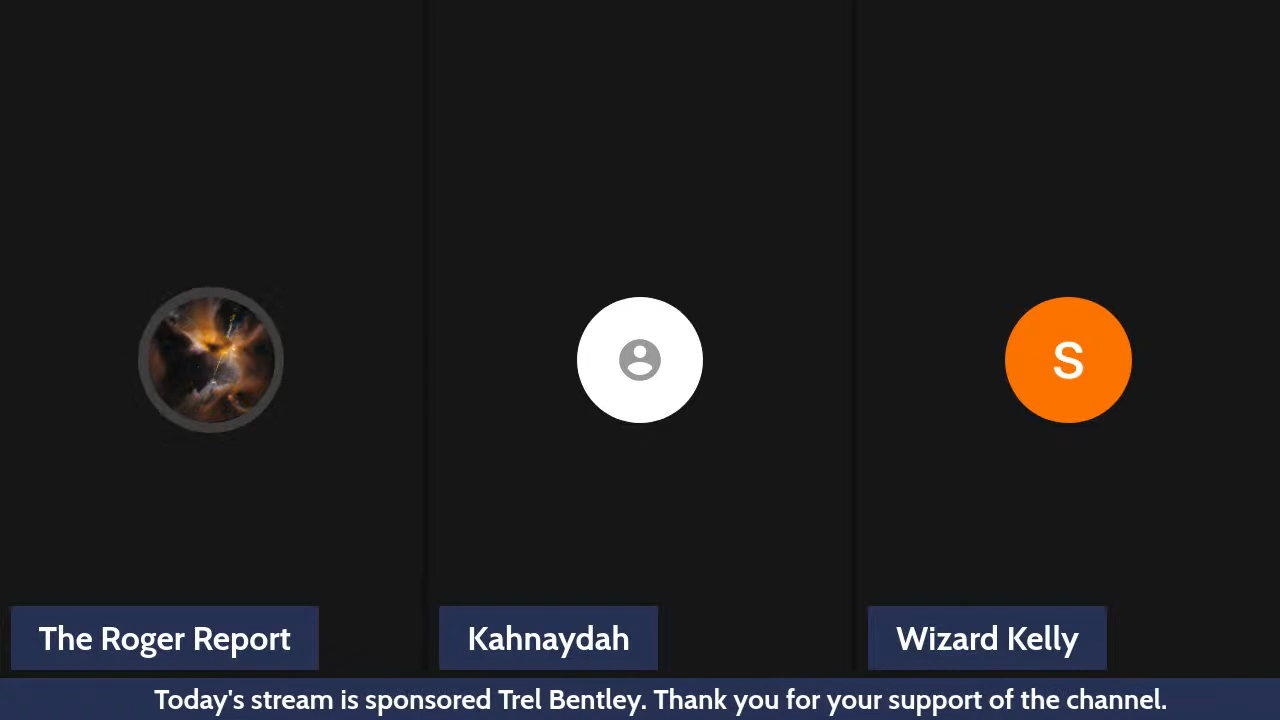 S
The Roger Report
Kahnaydah
Wizard Kelly
Today's stream is sponsored Trel Bentley. Thank you for your support of the channel.